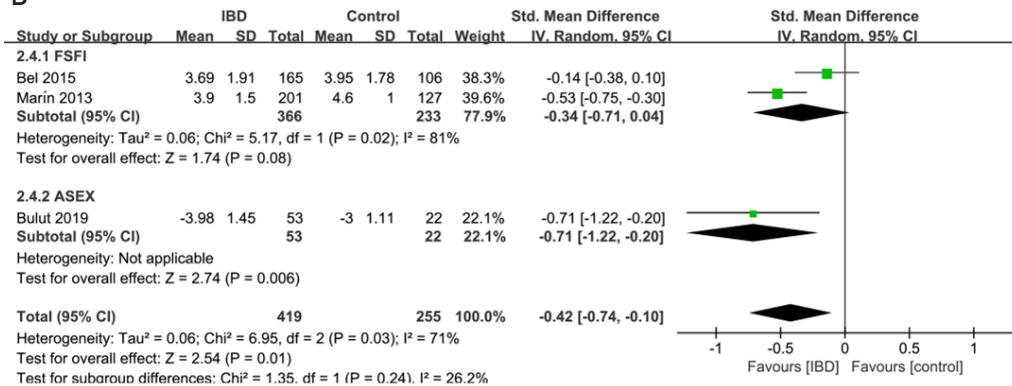 IBD Control Std. Mean Difference Std. Mean Difference
Study or Subgroup Mean SD Total Mean SD Total Weight IV. Random. 95% CI IV. Random. 95% CI
2.4.1 FSFI
Bel 2015 3.69 1.91 165 3.95 1.78 106 38.3% -0.14 [-0.38, 0.10]
Marín 2013 3.9 1.5 201 4.6 1 127 39.6% -0.53 [-0.75, -0.30]
Subtotal (95% CI) 366 233 77.9% -0.34 [-0.71, 0.04]
Heterogeneity: Tau² = 0.06; Chi² = 5.17, df = 1 (P = 0.02); I² = 81%
Test for overall effect: Z = 1.74 (P = 0.08)
2.4.2 ASEX
Bulut 2019 -3.98 1.45 53 -3 1.11 22 22.1% -0.71 [-1.22, -0.20]
Subtotal (95% CI) 53 22 22.1% -0.71 [-1.22, -0.20]
Heterogeneity: Not applicable
Test for overall effect: Z = 2.74 (P = 0.006)
Total (95% CI) 419 255 100.0% -0.42 [-0.74, -0.10]
Heterogeneity: Tau² = 0.06; Chi² = 6.95, df = 2 (P = 0.03); I² = 71%
Test for overall effect: Z = 2.54 (P = 0.01)
Test for subgroup differences: Chi² = 1.35, df = 1 (P = 0.24), I² = 26.2%
-1 -0.5 0 0.5 1
Favours [IBD] Favours [control]